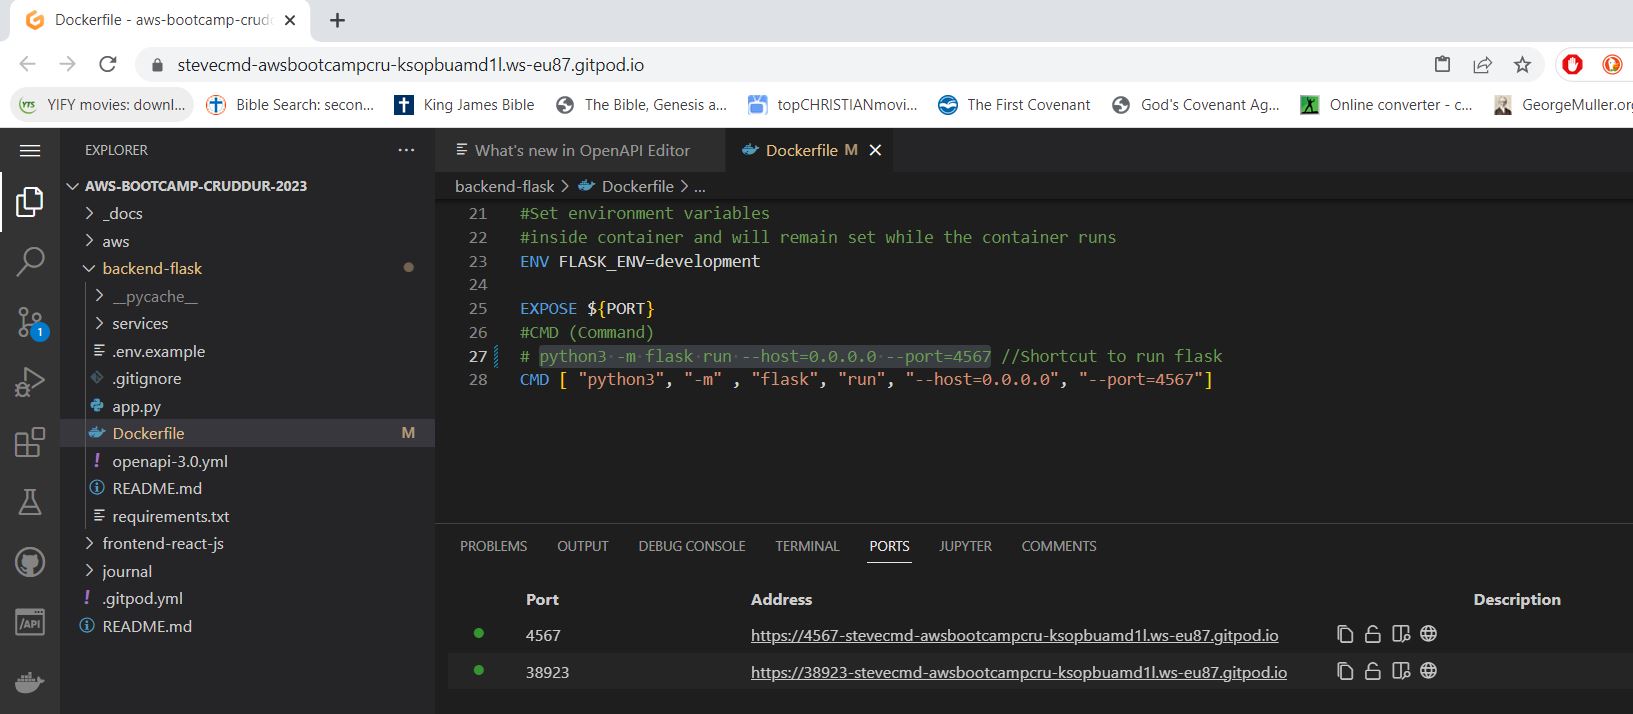 Dockerfile - aws-bootcamp-crud
stevecmd-awsbootcampcru-ksopbuamd1l.ws-eu87.gitpod.io
YTS YIFY movies: downl... Bible Search: secon... King James Bible The Bible, Genesis a... topCHRISTIANmovi... The First Covenant God's Covenant Ag... Online converter - c... GeorgeMuller.org
EXPLORER ...
What's new in OpenAPI Editor Dockerfile M
AWS-BOOTCAMP-CRUDDUR-2023
_docs
aws
backend-flask
__pycache__
services
.env.example
.gitignore
app.py
Dockerfile M
openapi-3.0.yml
README.md
requirements.txt
frontend-react-js
journal
.gitpod.yml
README.md
1
/API
backend-flask > Dockerfile > ...
21 #Set environment variables
22 #inside container and will remain set while the container runs
23 ENV FLASK_ENV=development
24
25 EXPOSE ${PORT}
26 #CMD (Command)
27 # python3 -m flask run --host=0.0.0.0 --port=4567 //Shortcut to run flask
28 CMD [ "python3", "-m" , "flask", "run", "--host=0.0.0.0", "--port=4567"]
PROBLEMS OUTPUT DEBUG CONSOLE TERMINAL PORTS JUPYTER COMMENTS
Port Address Description
4567 https://4567-stevecmd-awsbootcampcru-ksopbuamd1l.ws-eu87.gitpod.io
38923 https://38923-stevecmd-awsbootcampcru-ksopbuamd1l.ws-eu87.gitpod.io